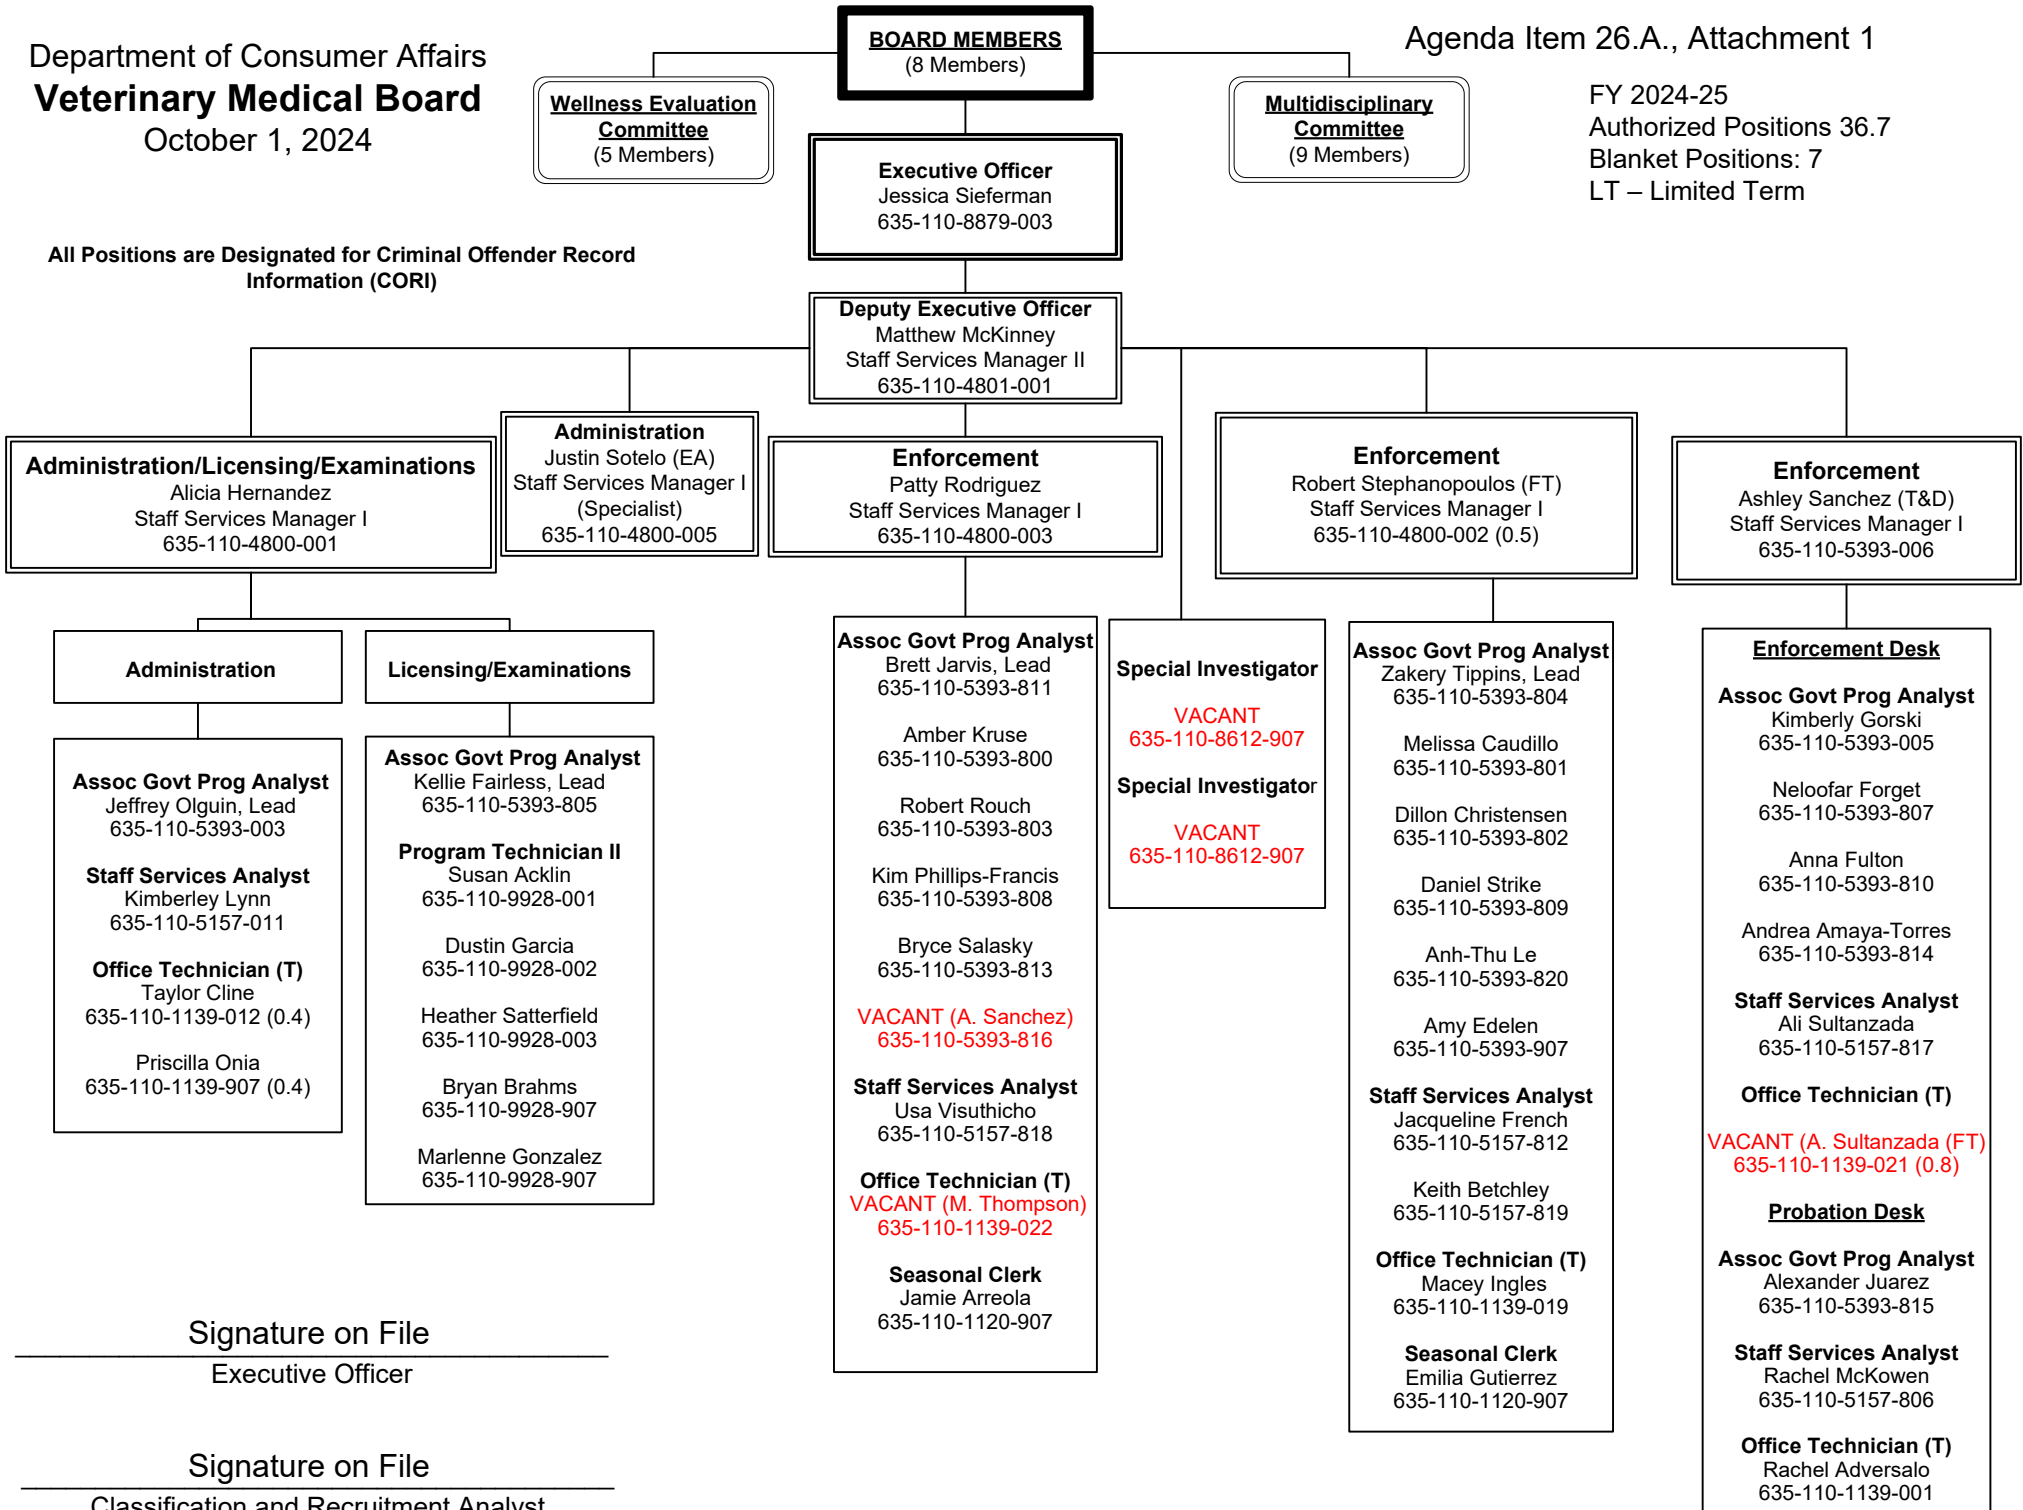 Department of Consumer Affairs
Veterinary Medical Board
October 1, 2024
All Positions are Designated for Criminal Offender Record
Information (CORI)
BOARD MEMBERS
(8 Members)
Wellness Evaluation
Committee
(5 Members)
Multidisciplinary
Committee
(9 Members)
Agenda Item 26.A., Attachment 1
FY 2024-25
Authorized Positions 36.7
Blanket Positions: 7
LT – Limited Term
Executive Officer
Jessica Sieferman
635-110-8879-003
Deputy Executive Officer
Matthew McKinney
Staff Services Manager II
635-110-4801-001
Administration/Licensing/Examinations
Alicia Hernandez
Staff Services Manager I
635-110-4800-001
Administration
Justin Sotelo (EA)
Staff Services Manager I
(Specialist)
635-110-4800-005
Enforcement
Patty Rodriguez
Staff Services Manager I
635-110-4800-003
Enforcement
Robert Stephanopoulos (FT)
Staff Services Manager I
635-110-4800-002 (0.5)
Enforcement
Ashley Sanchez (T&D)
Staff Services Manager I
635-110-5393-006
Administration
Assoc Govt Prog Analyst
Jeffrey Olguin, Lead
635-110-5393-003
Staff Services Analyst
Kimberley Lynn
635-110-5157-011
Office Technician (T)
Taylor Cline
635-110-1139-012 (0.4)
Priscilla Onia
635-110-1139-907 (0.4)
Licensing/Examinations
Assoc Govt Prog Analyst
Kellie Fairless, Lead
635-110-5393-805
Program Technician II
Susan Acklin
635-110-9928-001
Dustin Garcia
635-110-9928-002
Heather Satterfield
635-110-9928-003
Bryan Brahms
635-110-9928-907
Marlenne Gonzalez
635-110-9928-907
Assoc Govt Prog Analyst
Brett Jarvis, Lead
635-110-5393-811
Amber Kruse
635-110-5393-800
Robert Rouch
635-110-5393-803
Kim Phillips-Francis
635-110-5393-808
Bryce Salasky
635-110-5393-813
VACANT (A. Sanchez)
635-110-5393-816
Staff Services Analyst
Usa Visuthicho
635-110-5157-818
Office Technician (T)
VACANT (M. Thompson)
635-110-1139-022
Seasonal Clerk
Jamie Arreola
635-110-1120-907
Special Investigator
VACANT
635-110-8612-907
Special Investigator
VACANT
635-110-8612-907
Assoc Govt Prog Analyst
Zakery Tippins, Lead
635-110-5393-804
Melissa Caudillo
635-110-5393-801
Dillon Christensen
635-110-5393-802
Daniel Strike
635-110-5393-809
Anh-Thu Le
635-110-5393-820
Amy Edelen
635-110-5393-907
Staff Services Analyst
Jacqueline French
635-110-5157-812
Keith Betchley
635-110-5157-819
Office Technician (T)
Macey Ingles
635-110-1139-019
Seasonal Clerk
Emilia Gutierrez
635-110-1120-907
Enforcement Desk
Assoc Govt Prog Analyst
Kimberly Gorski
635-110-5393-005
Neloofar Forget
635-110-5393-807
Anna Fulton
635-110-5393-810
Andrea Amaya-Torres
635-110-5393-814
Staff Services Analyst
Ali Sultanzada
635-110-5157-817
Office Technician (T)
VACANT (A. Sultanzada (FT)
635-110-1139-021 (0.8)
Probation Desk
Assoc Govt Prog Analyst
Alexander Juarez
635-110-5393-815
Staff Services Analyst
Rachel McKowen
635-110-5157-806
Office Technician (T)
Rachel Adversalo
635-110-1139-001
Signature on File
Executive Officer
Signature on File
Classification and Recruitment Analyst